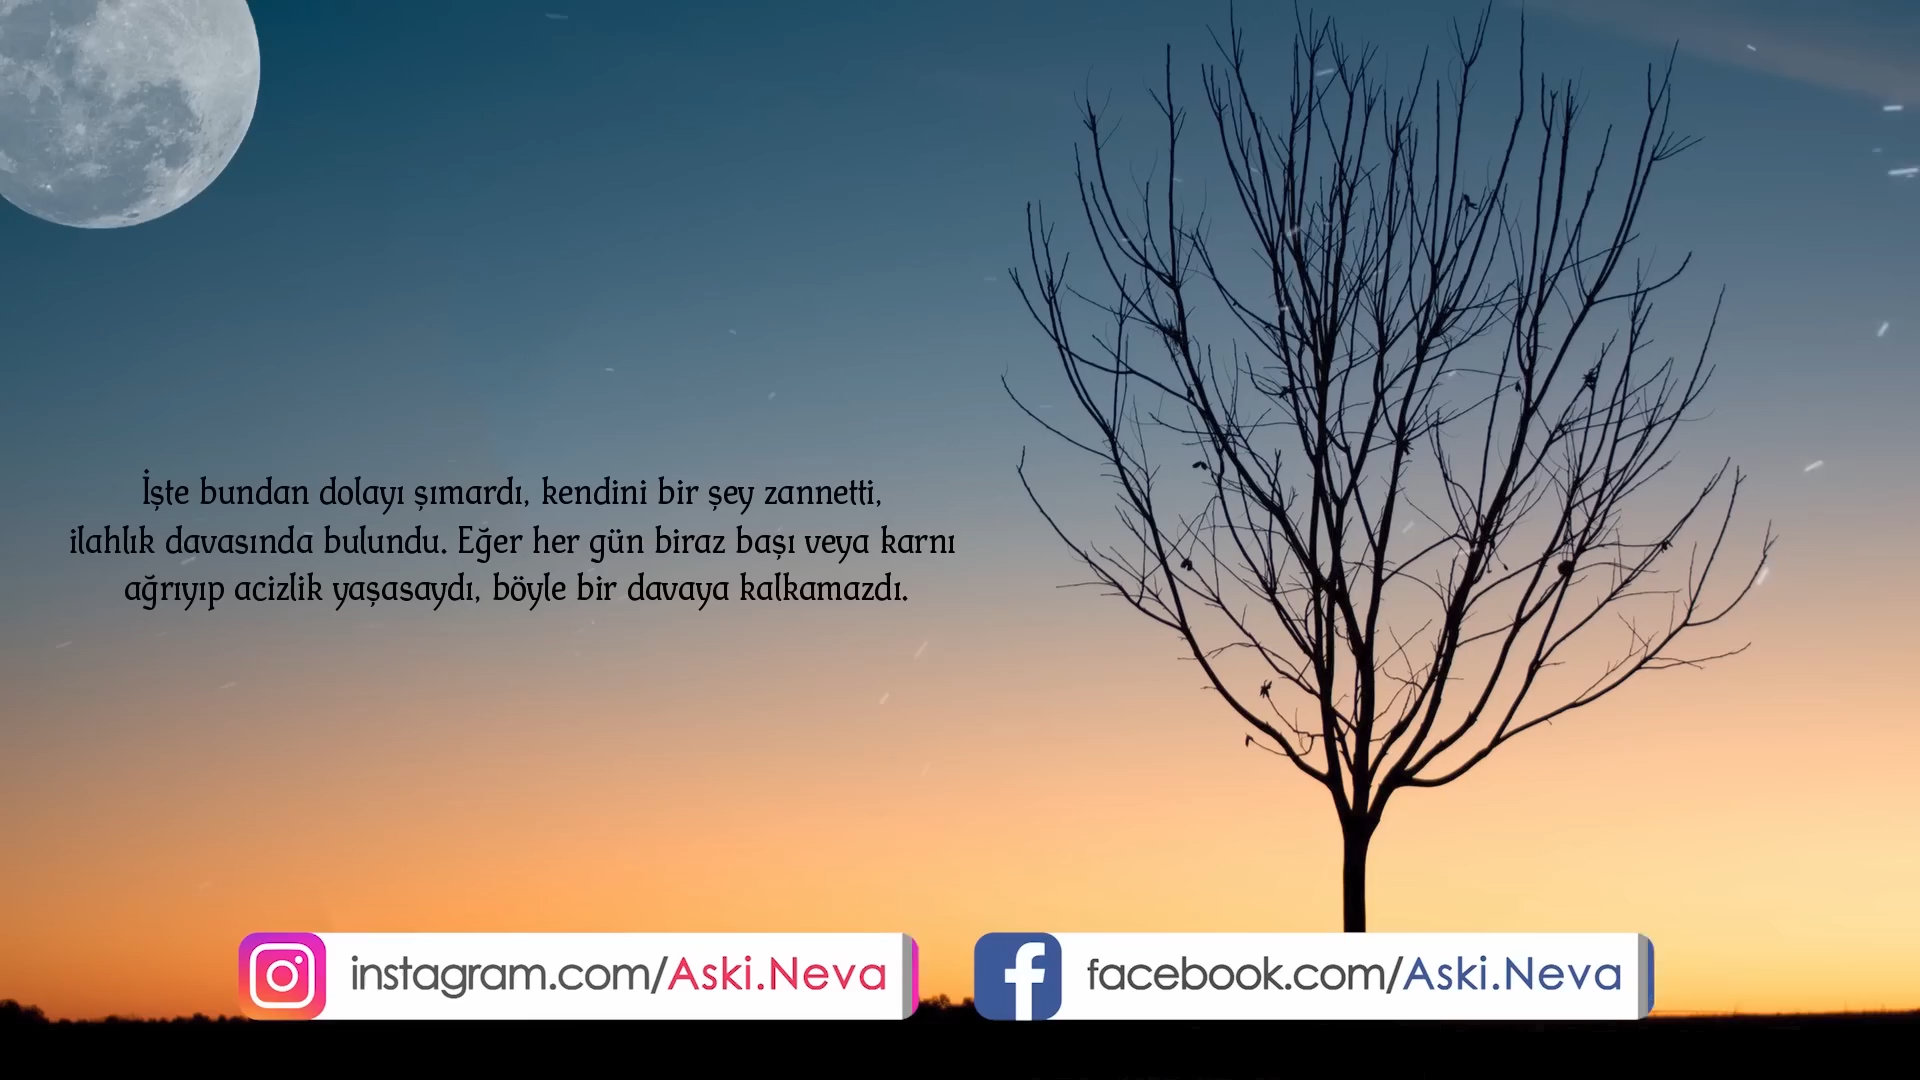 İşte bundan dolayı şımardı, kendini bir şey zannetti,
ilahlık davasında bulundu. Eğer her gün biraz başı veya karnı
ağrıyıp acizlik yaşasaydı, böyle bir davaya kalkamazdı.
instagram.com/Aski.Neva
facebook.com/Aski.Neva